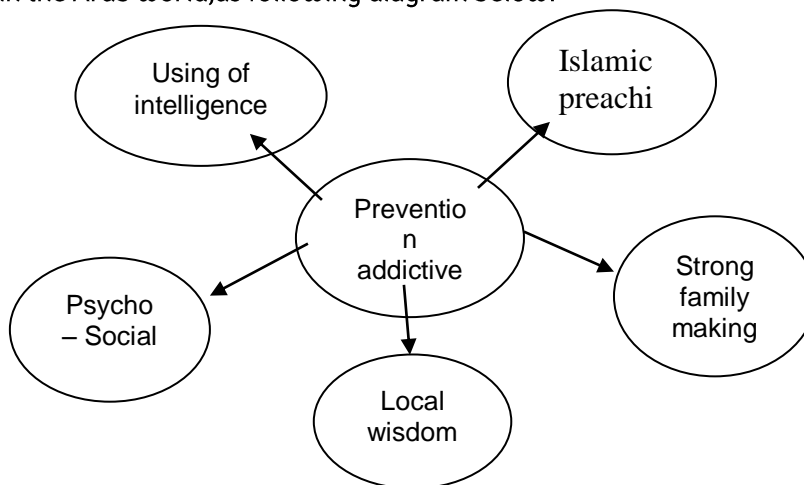 in the Arab world,as following diagram below:
Using of
intelligence
Islamic
preachi
Preventio
n
addictive
Psycho
– Social
Strong
family
making
Local
wisdom